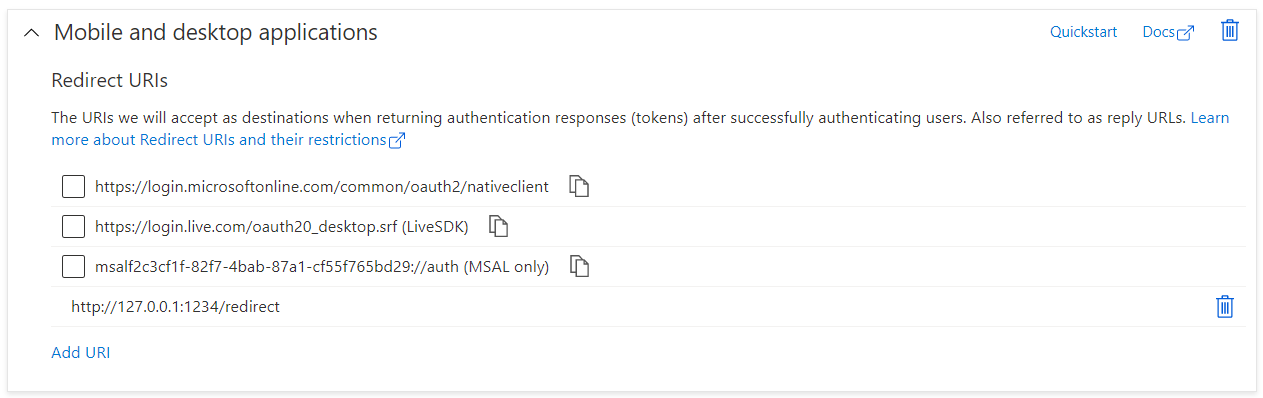 Mobile and desktop applications
Quickstart
Docs
Redirect URIs
The URIs we will accept as destinations when returning authentication responses (tokens) after successfully authenticating users. Also referred to as reply URLs. Learn
more about Redirect URIs and their restrictions
https://login.microsoftonline.com/common/oauth2/nativeclient
https://login.live.com/oauth20_desktop.srf (LiveSDK)
msalf2c3cf1f-82f7-4bab-87a1-cf55f765bd29://auth (MSAL only)
http://127.0.0.1:1234/redirect
Add URI